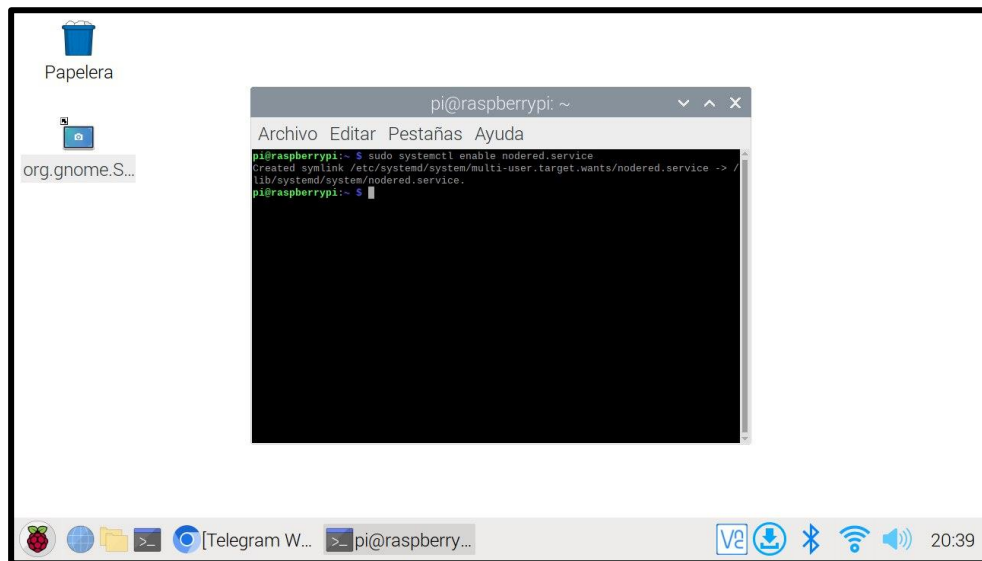 Papelera
org.gnome.S...
pi@raspberrypi: ~
Archivo Editar Pestañas Ayuda
pi@raspberrypi:~ $ sudo systemctl enable nodered.service
Created symlink /etc/systemd/system/multi-user.target.wants/nodered.service -> /
lib/systemd/system/nodered.service.
pi@raspberrypi:~ $
>_ [Telegram W... >_ pi@raspberry... V2 20:39